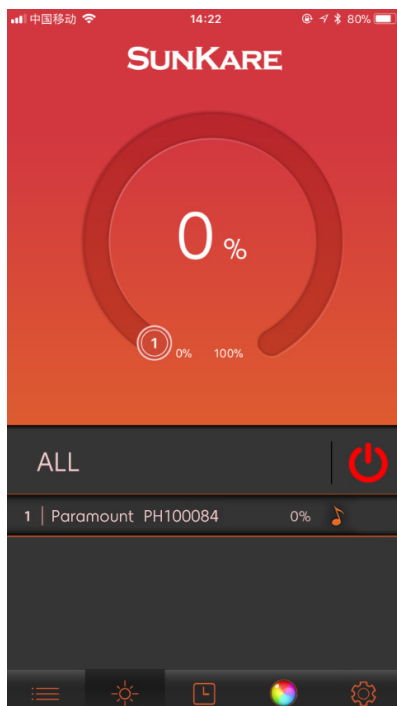 中国移动 14:22 80%
SUNKARE
0 %
1 0% 100%
ALL
1 Paramount PH100084 0%